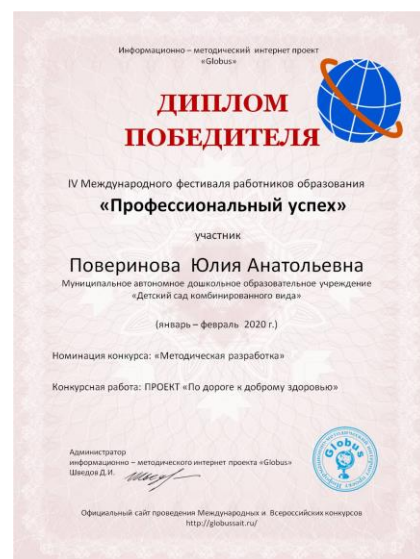 Информационно – методический интернет проект
«Globus»
ДИПЛОМ
ПОБЕДИТЕЛЯ
IV Международного фестиваля работников образования
«Профессиональный успех»
участник
Поверинова Юлия Анатольевна
Муниципальное автономное дошкольное образовательное учреждение
«Детский сад комбинированного вида»
(январь – февраль 2020 г.)
Номинация конкурса: «Методическая разработка»
Конкурсная работа: ПРОЕКТ «По дороге к доброму здоровью»
Администратор
информационно – методического интернет проекта «Globus»
Шведов Д.И.
Globus
Официальный сайт проведения Международных и Всероссийских конкурсов
http://globussait.ru/